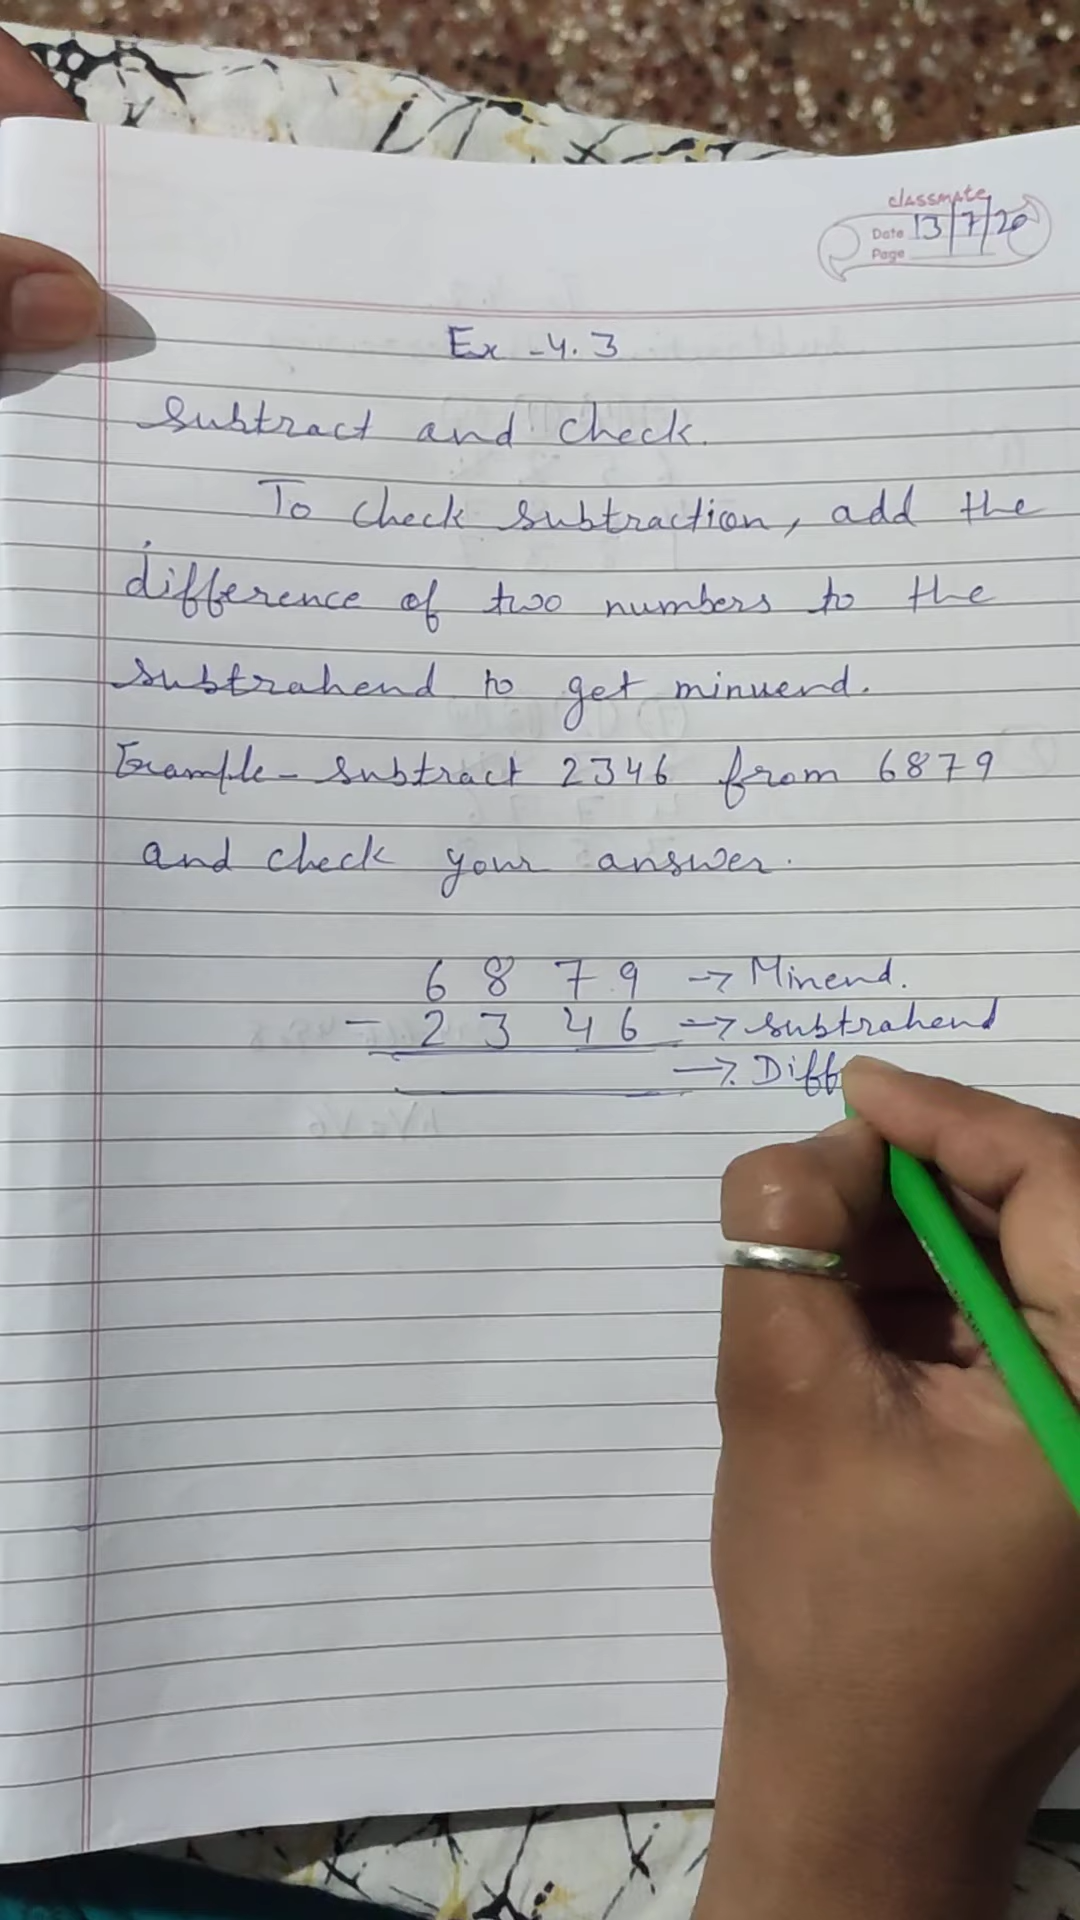 classmate
Date 13/7/20
Page
Ex - 4.3
Subtract and check.
To check subtraction, add the
difference of two numbers to the
subtrahend to get minuend.
Example - subtract 2346 from 6879
and check your answer.
6 8 7 9 → Minend.
- 2 3 4 6 → subtrahend
→ Diff